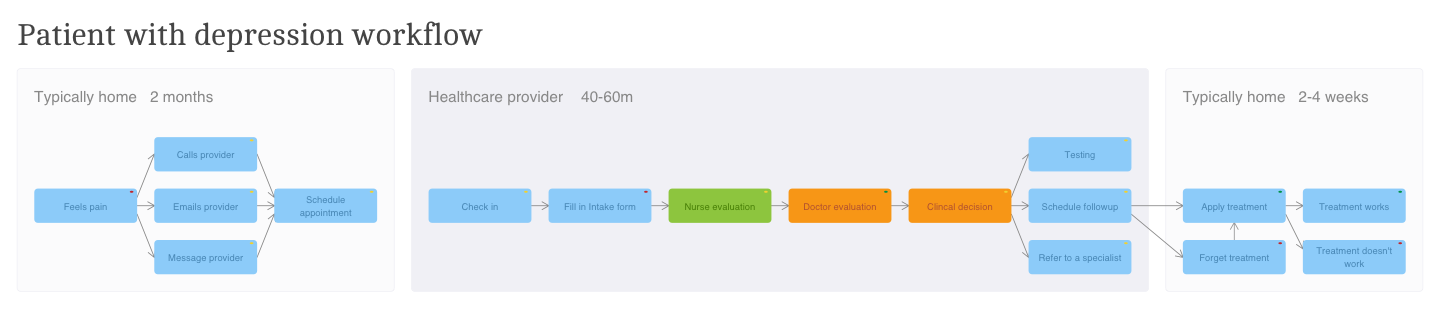 Patient with depression workflow
Typically home 2 months
Calls provider
Feels pain
Emails provider
Schedule
appointment
Message provider
Healthcare provider 40-60m
Check in
Fill in Intake form
Nurse evaluation
Doctor evaluation
Clincal decision
Testing
Schedule followup
Refer to a specialist
Typically home 2-4 weeks
Apply treatment
Treatment works
Forget treatment
Treatment doesn't
work